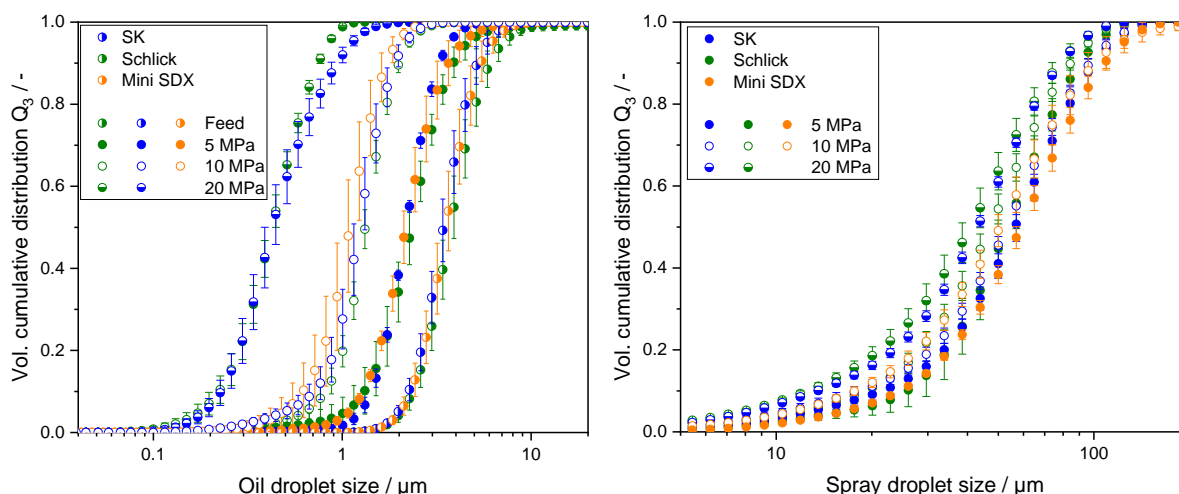 Vol. cumulative distribution Q3 / -
1.0
0.8
0.6
0.4
0.2
0.0
SK
Schlick
Mini SDX
Feed
5 MPa
10 MPa
20 MPa
0.1
1
10
Oil droplet size / µm
Vol. cumulative distribution Q3 / -
1.0
0.8
0.6
0.4
0.2
0.0
SK
Schlick
Mini SDX
5 MPa
10 MPa
20 MPa
10
100
Spray droplet size / µm